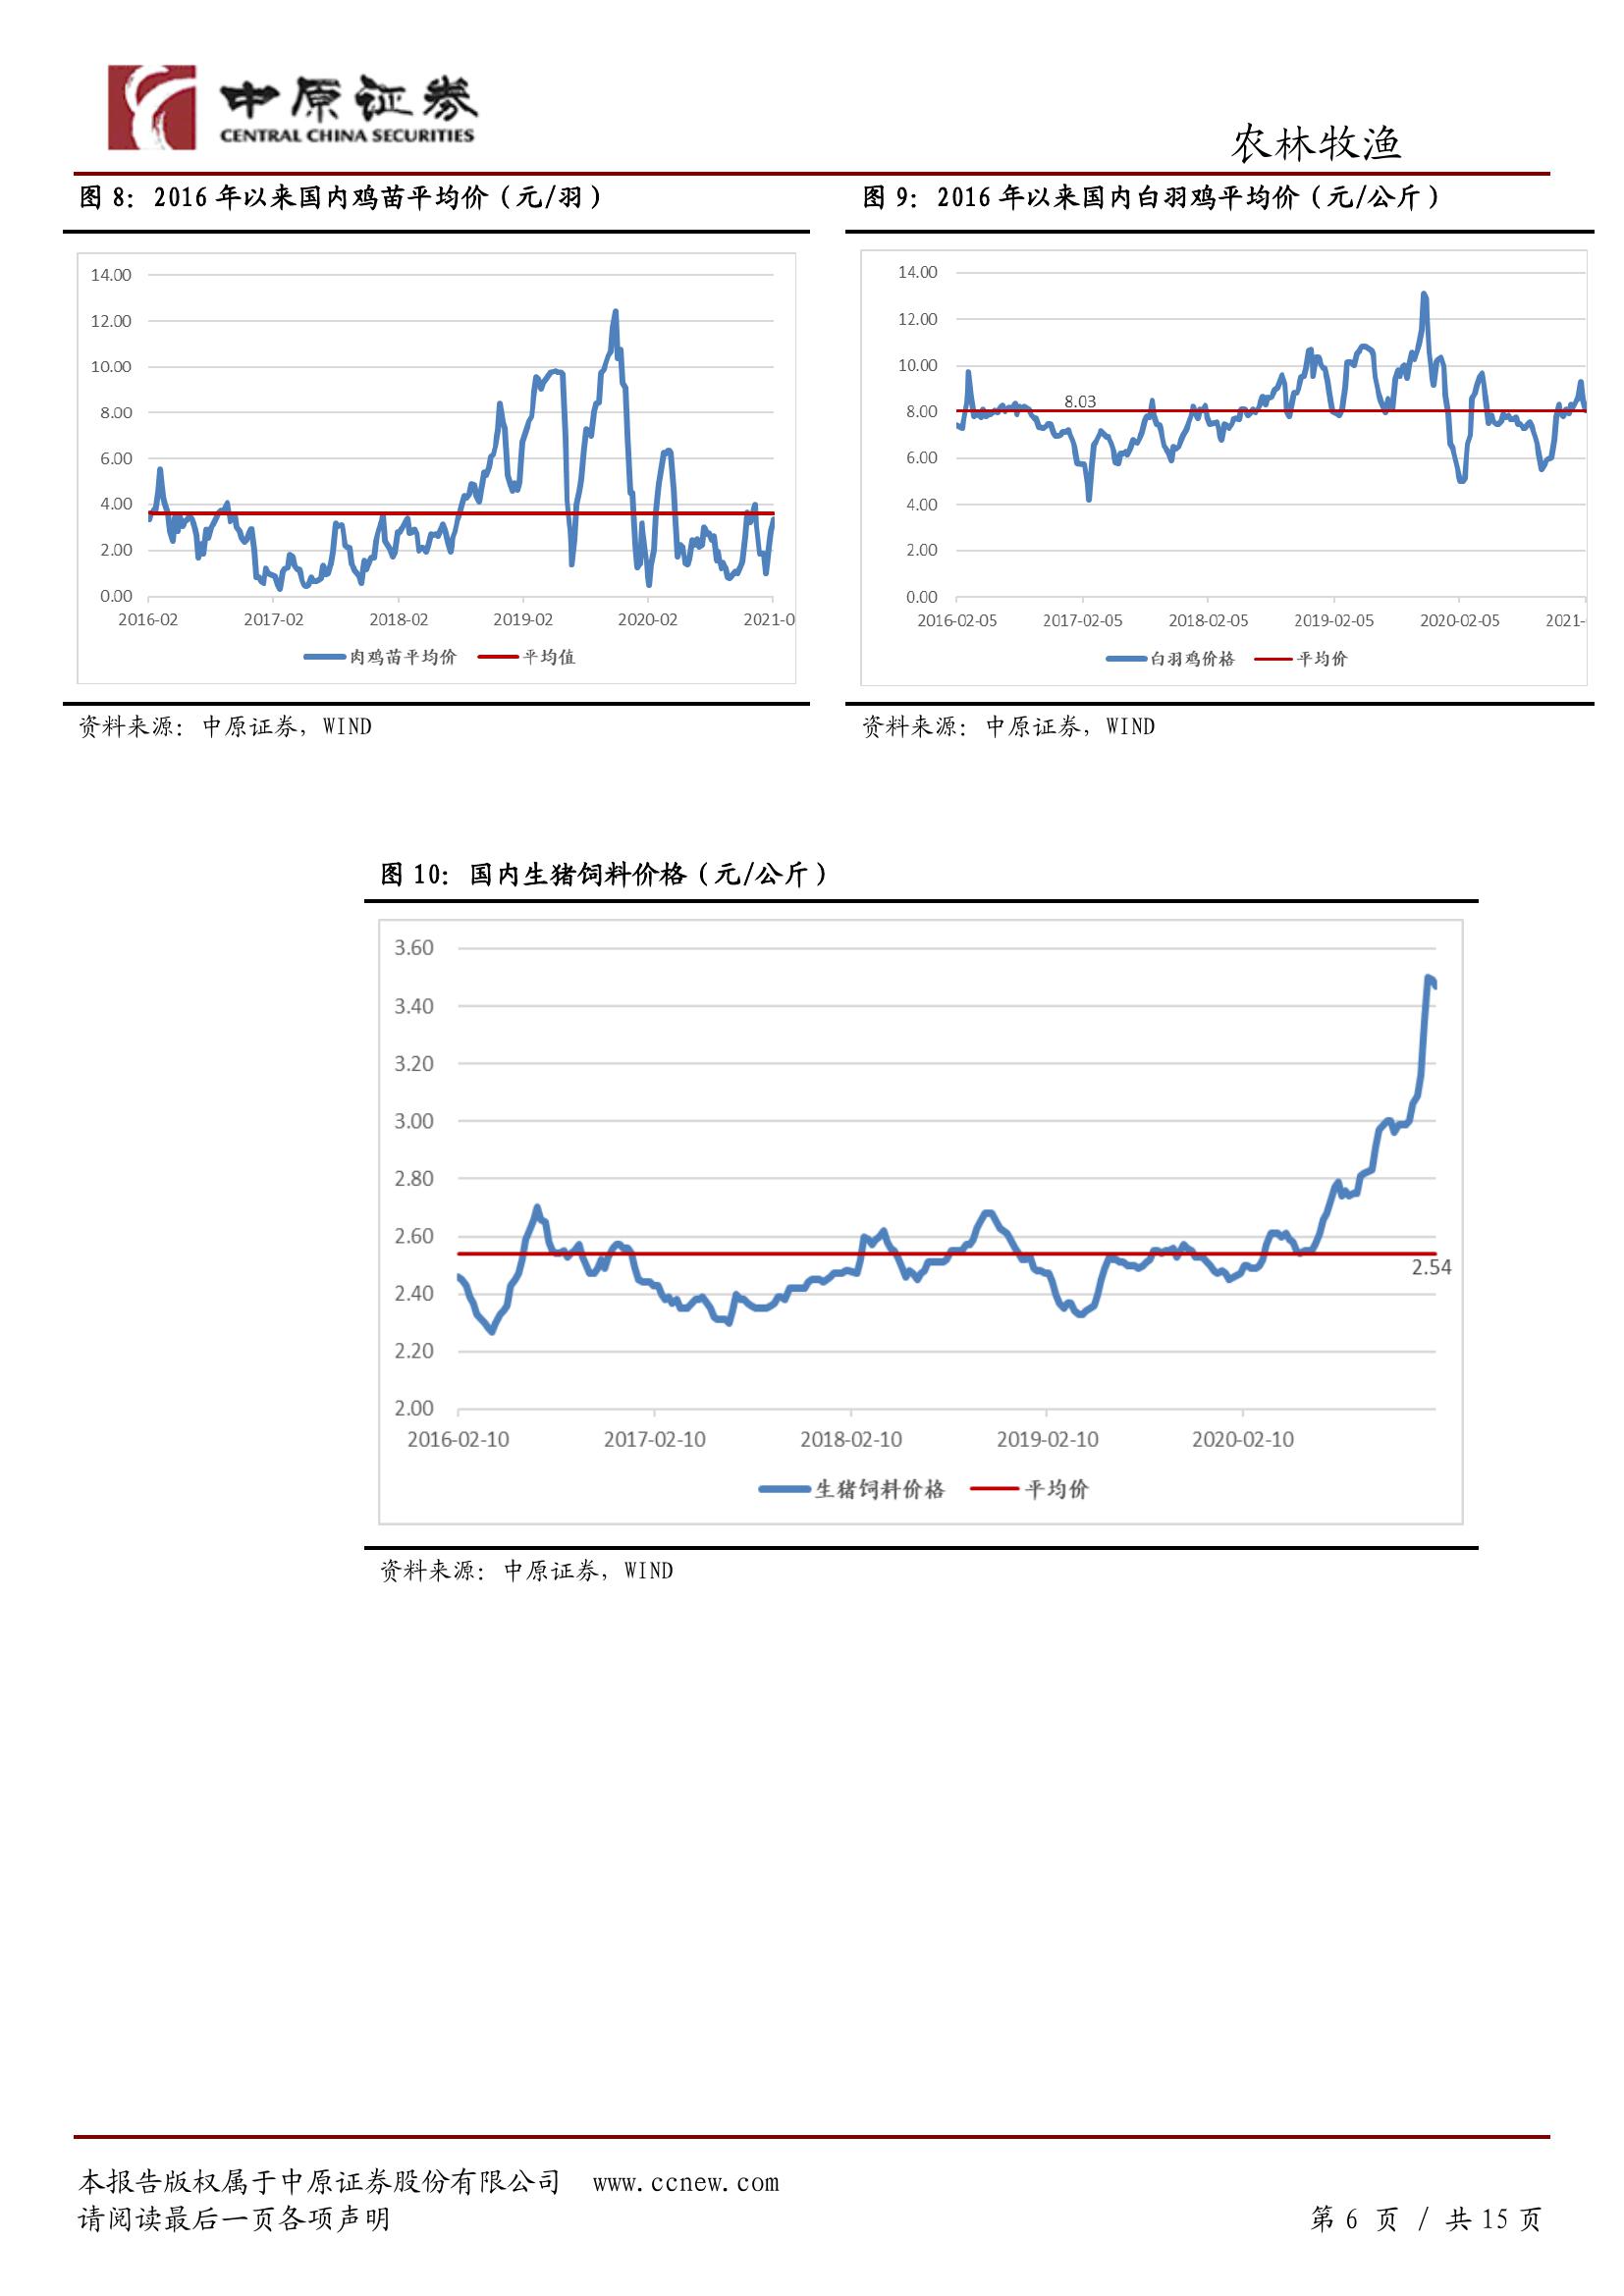 中原证券
CENTRAL CHINA SECURITIES
农林牧渔
图 8：2016 年以来国内鸡苗平均价（元/羽）
14.00
12.00
10.00
8.00
6.00
4.00
2.00
0.00
2016-02 2017-02 2018-02 2019-02 2020-02 2021-0
肉鸡苗平均价 平均值
资料来源：中原证券，WIND
图 9：2016 年以来国内白羽鸡平均价（元/公斤）
14.00
12.00
10.00
8.00
6.00
4.00
2.00
0.00
8.03
2016-02-05 2017-02-05 2018-02-05 2019-02-05 2020-02-05 2021-
白羽鸡价格 平均价
资料来源：中原证券，WIND
图 10：国内生猪饲料价格（元/公斤）
3.60
3.40
3.20
3.00
2.80
2.60
2.40
2.20
2.00
2.54
2016-02-10 2017-02-10 2018-02-10 2019-02-10 2020-02-10
生猪饲料价格 平均价
资料来源：中原证券，WIND
本报告版权属于中原证券股份有限公司 www.ccnew.com
请阅读最后一页各项声明
第 6 页 / 共 15 页